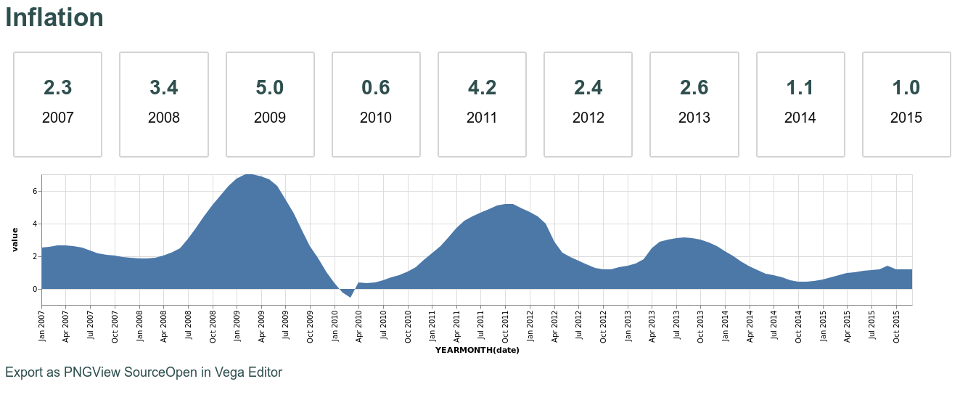 Inflation
2.3 3.4 5.0 0.6 4.2 2.4 2.6 1.1 1.0
2007 2008 2009 2010 2011 2012 2013 2014 2015
value
6
4
2
0
Jan 2007 Apr 2007 Jul 2007 Oct 2007 Jan 2008 Apr 2008 Jul 2008 Oct 2008 Jan 2009 Apr 2009 Jul 2009 Oct 2009 Jan 2010 Apr 2010 Jul 2010 Oct 2010 Jan 2011 Apr 2011 Jul 2011 Oct 2011 Jan 2012 Apr 2012 Jul 2012 Oct 2012 Jan 2013 Apr 2013 Jul 2013 Oct 2013 Jan 2014 Apr 2014 Jul 2014 Oct 2014 Jan 2015 Apr 2015 Jul 2015 Oct 2015
YEARMONTH(date)
Export as PNGView SourceOpen in Vega Editor